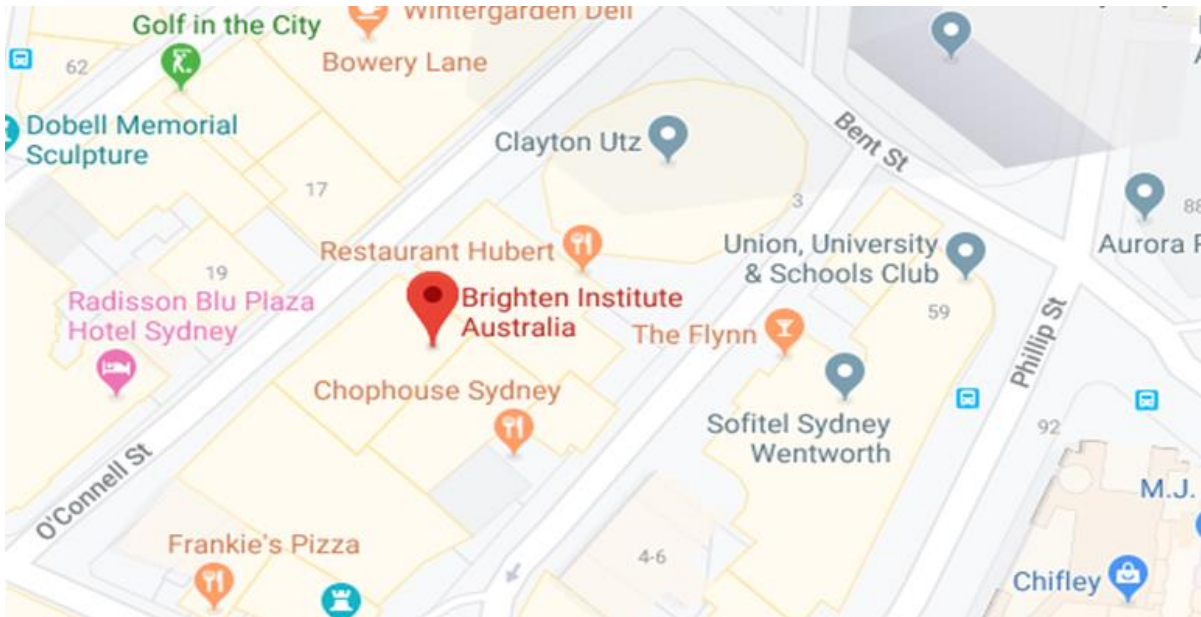 Wintergarden Deli
Golf in the City
Bowery Lane
62
Dobell Memorial
Sculpture
Clayton Utz
Bent St
17
3
88
Restaurant Hubert
Union, University
& Schools Club
Aurora
19
Radisson Blu Plaza
Hotel Sydney
Brighten Institute
Australia
59
The Flynn
Phillip St
Chophouse Sydney
Sofitel Sydney
Wentworth
92
O'Connell St
M.J.
Frankie's Pizza
4-6
Chifley